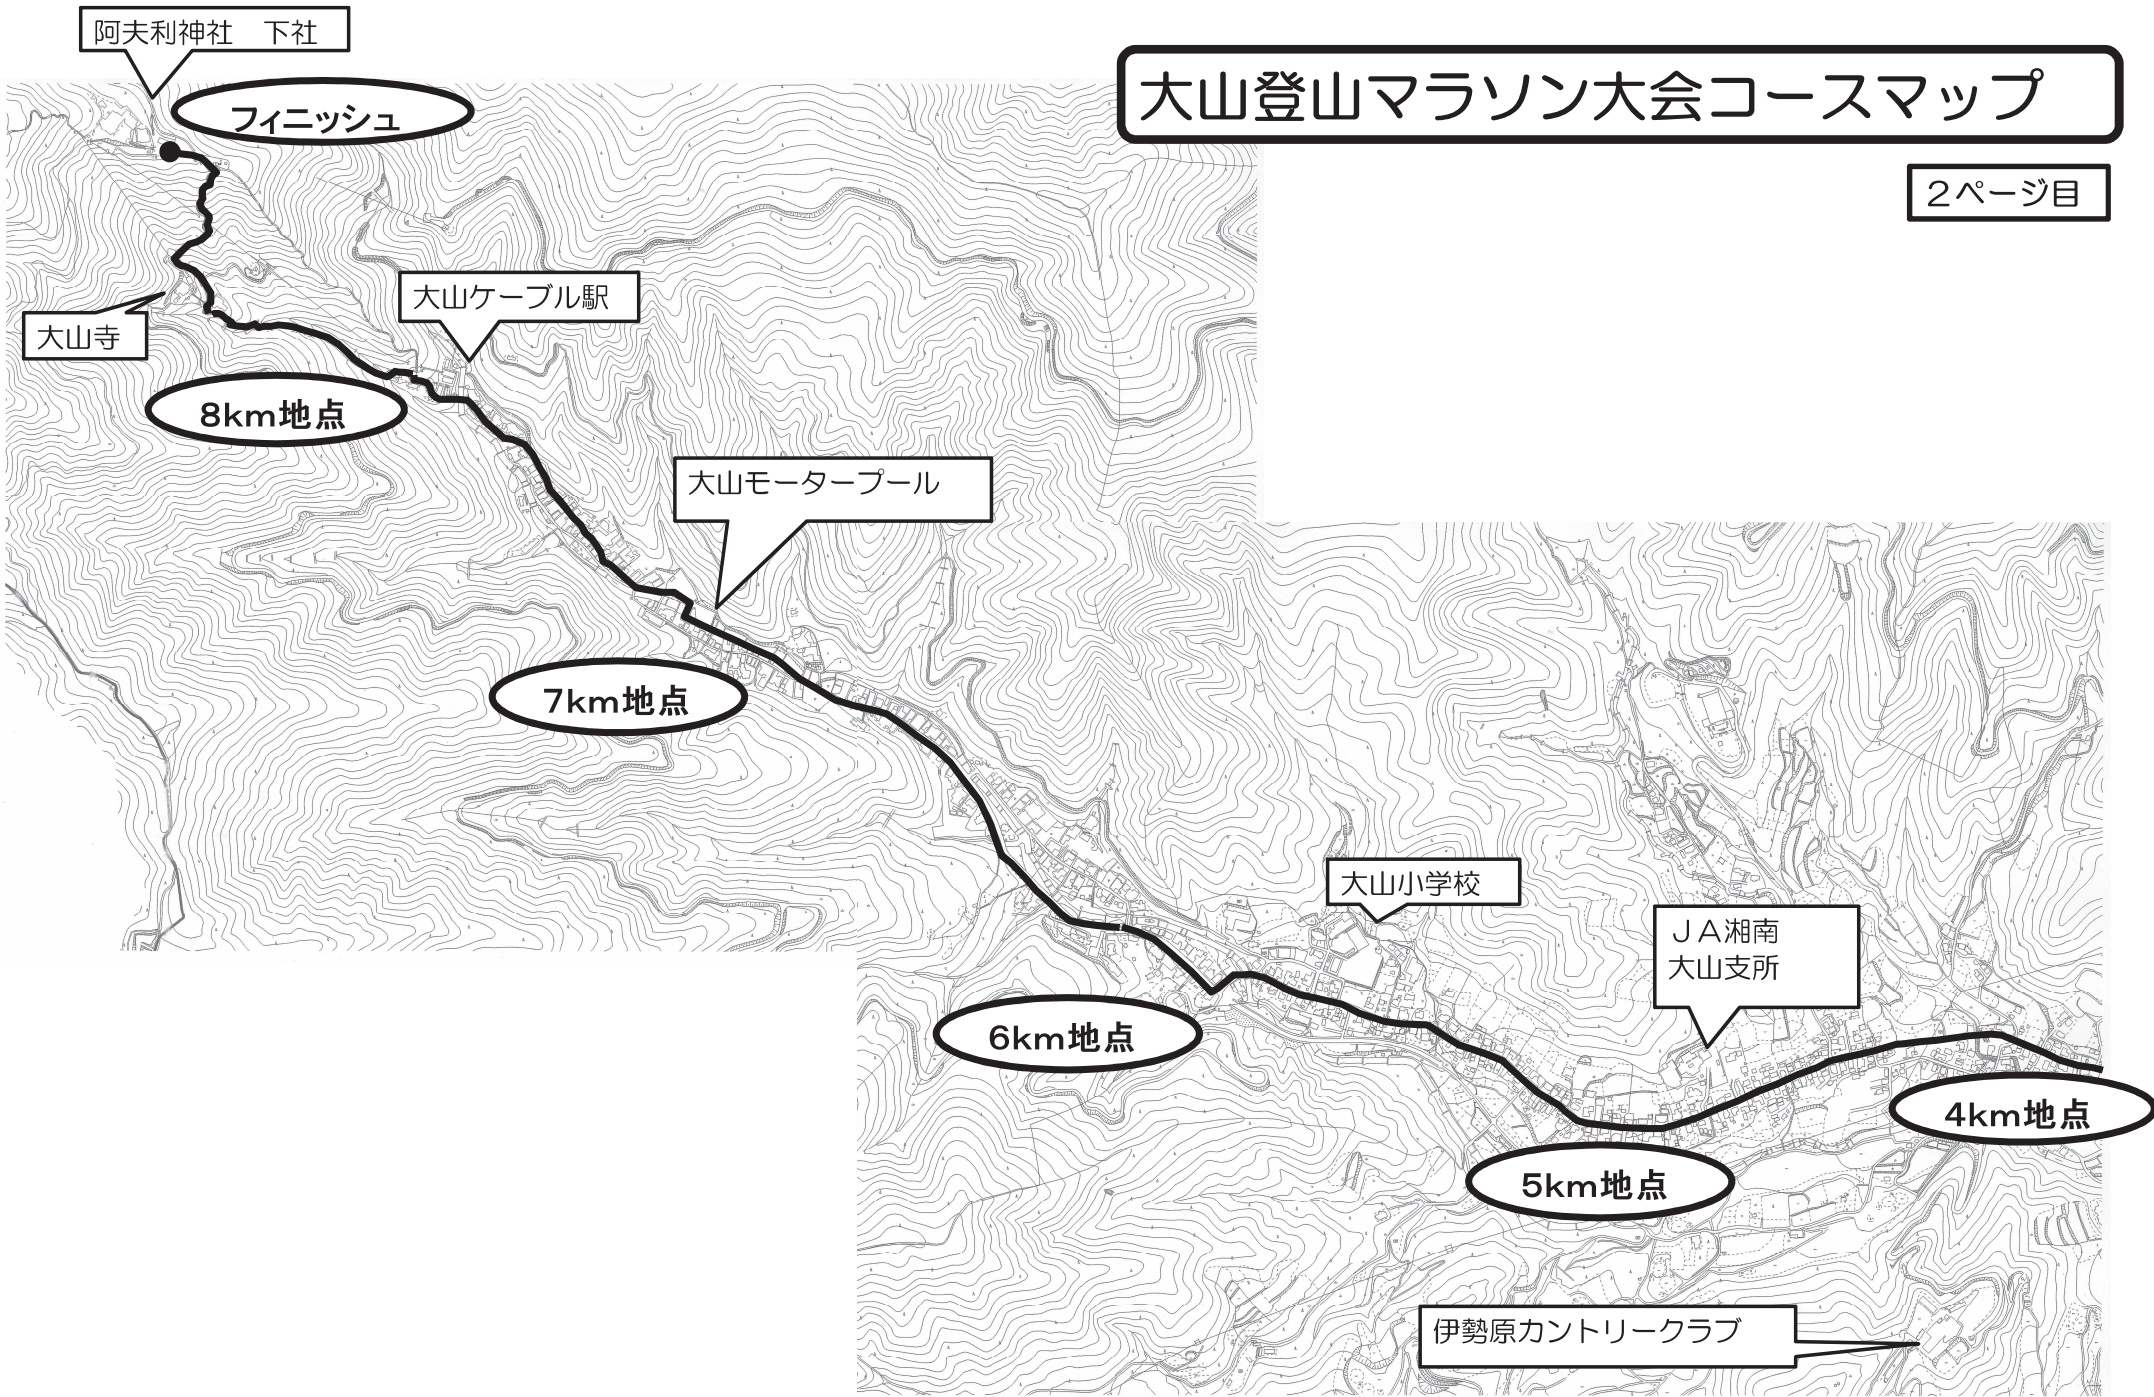 阿夫利神社　下社
大山登山マラソン大会コースマップ
フィニッシュ
２ページ目
大山ケーブル駅
大山寺
8km地点
大山モータープール
7km地点
大山小学校
ＪＡ湘南
大山支所
6km地点
4km地点
5km地点
伊勢原カントリークラブ